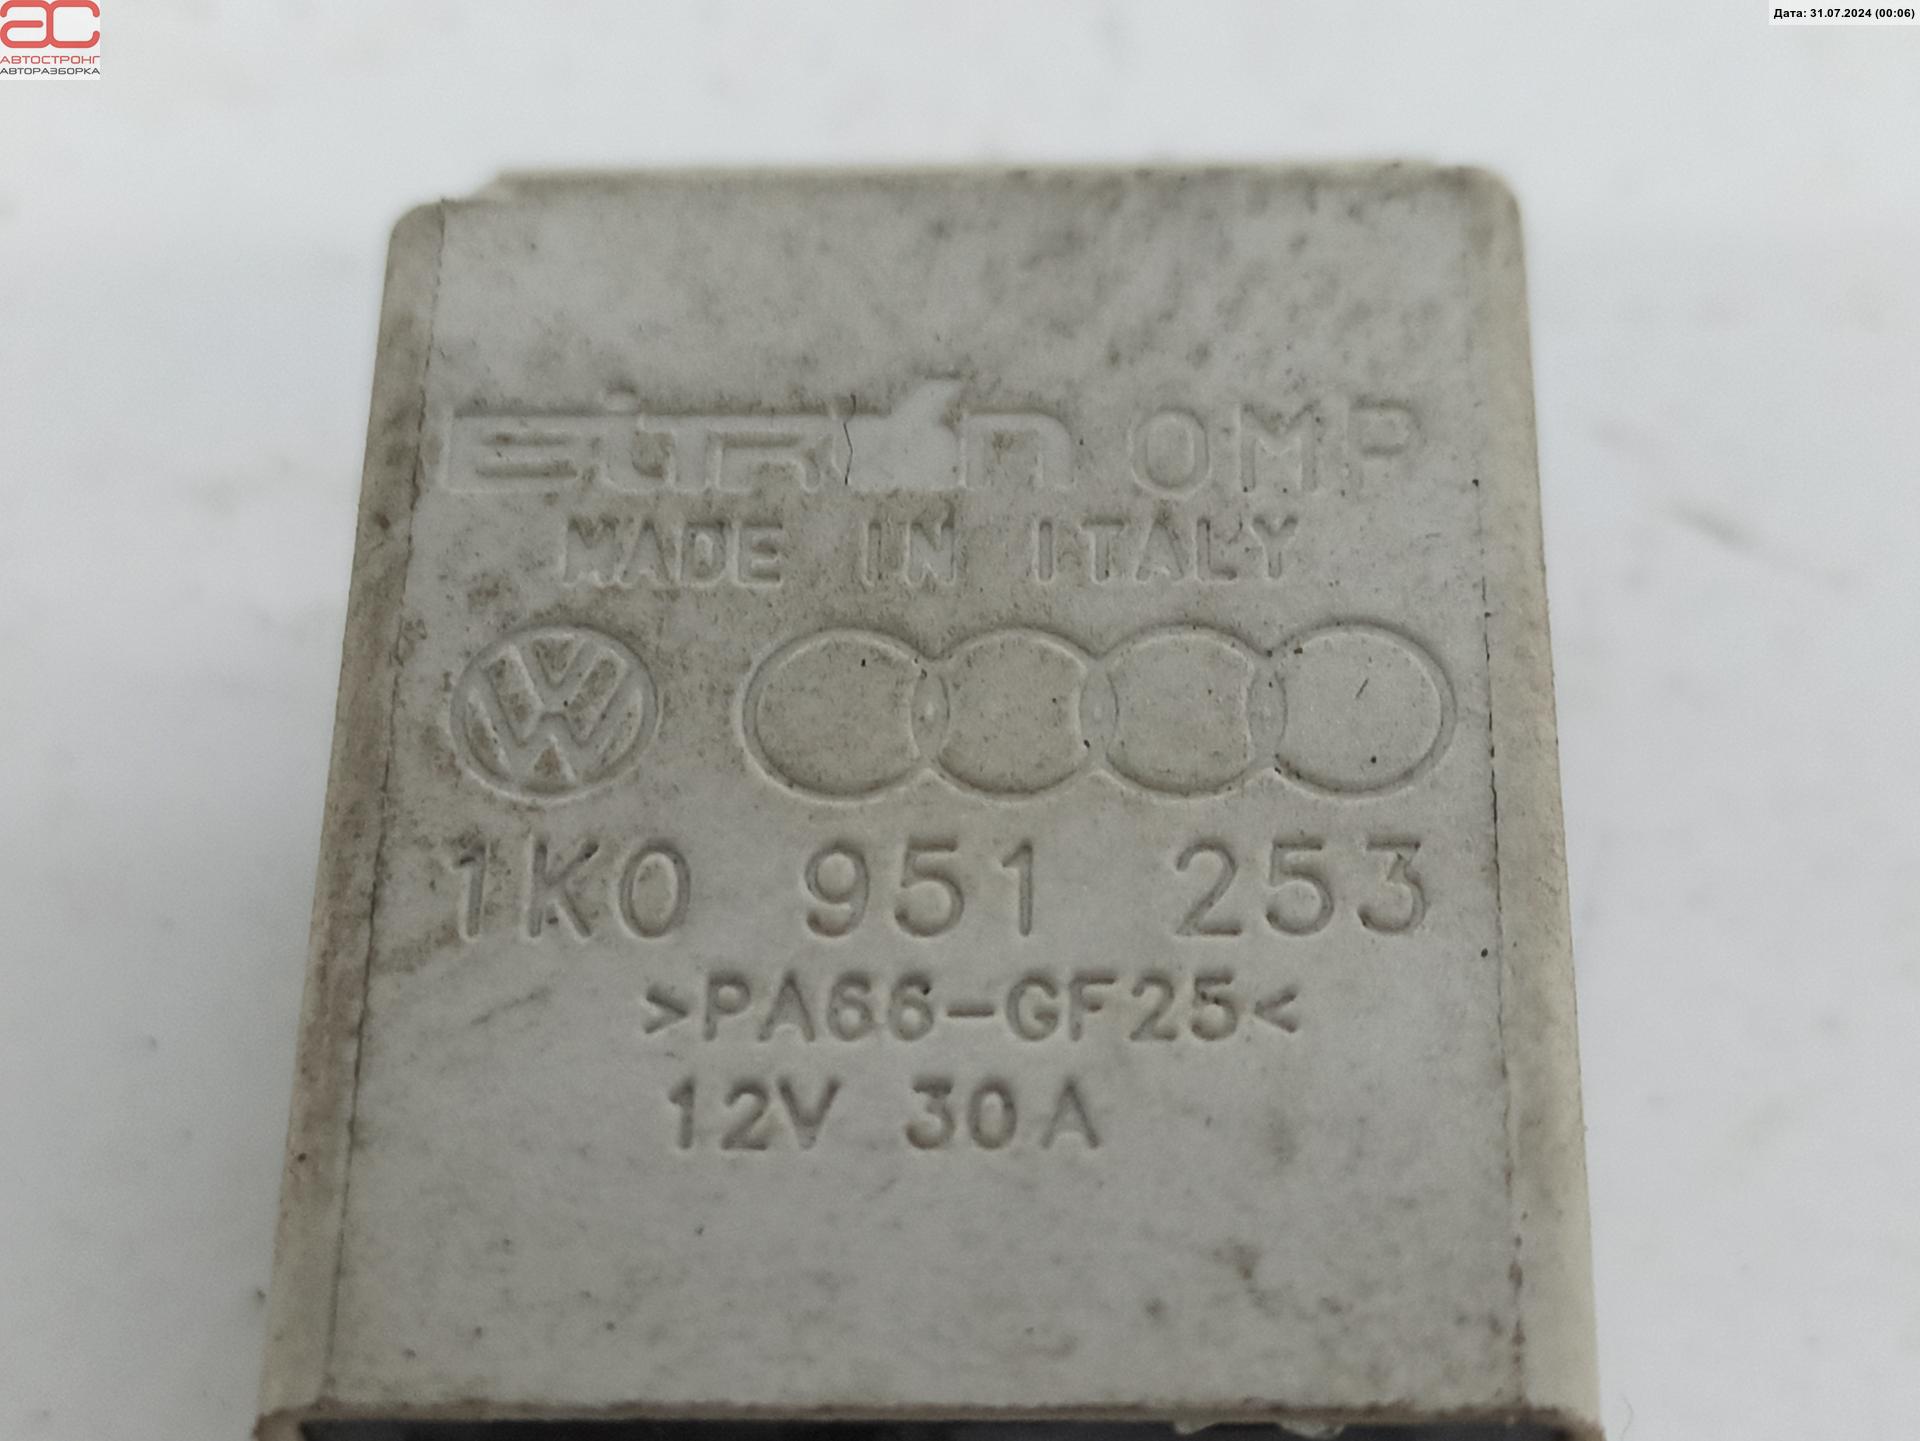 АВТОСТРОНГ
АВТОРАЗБОРКА
Дата: 31.07.2024 (00:06)
BITRON OMP
MADE IN ITALY
1K0 951 253
>PA66-GF25<
12V 30A